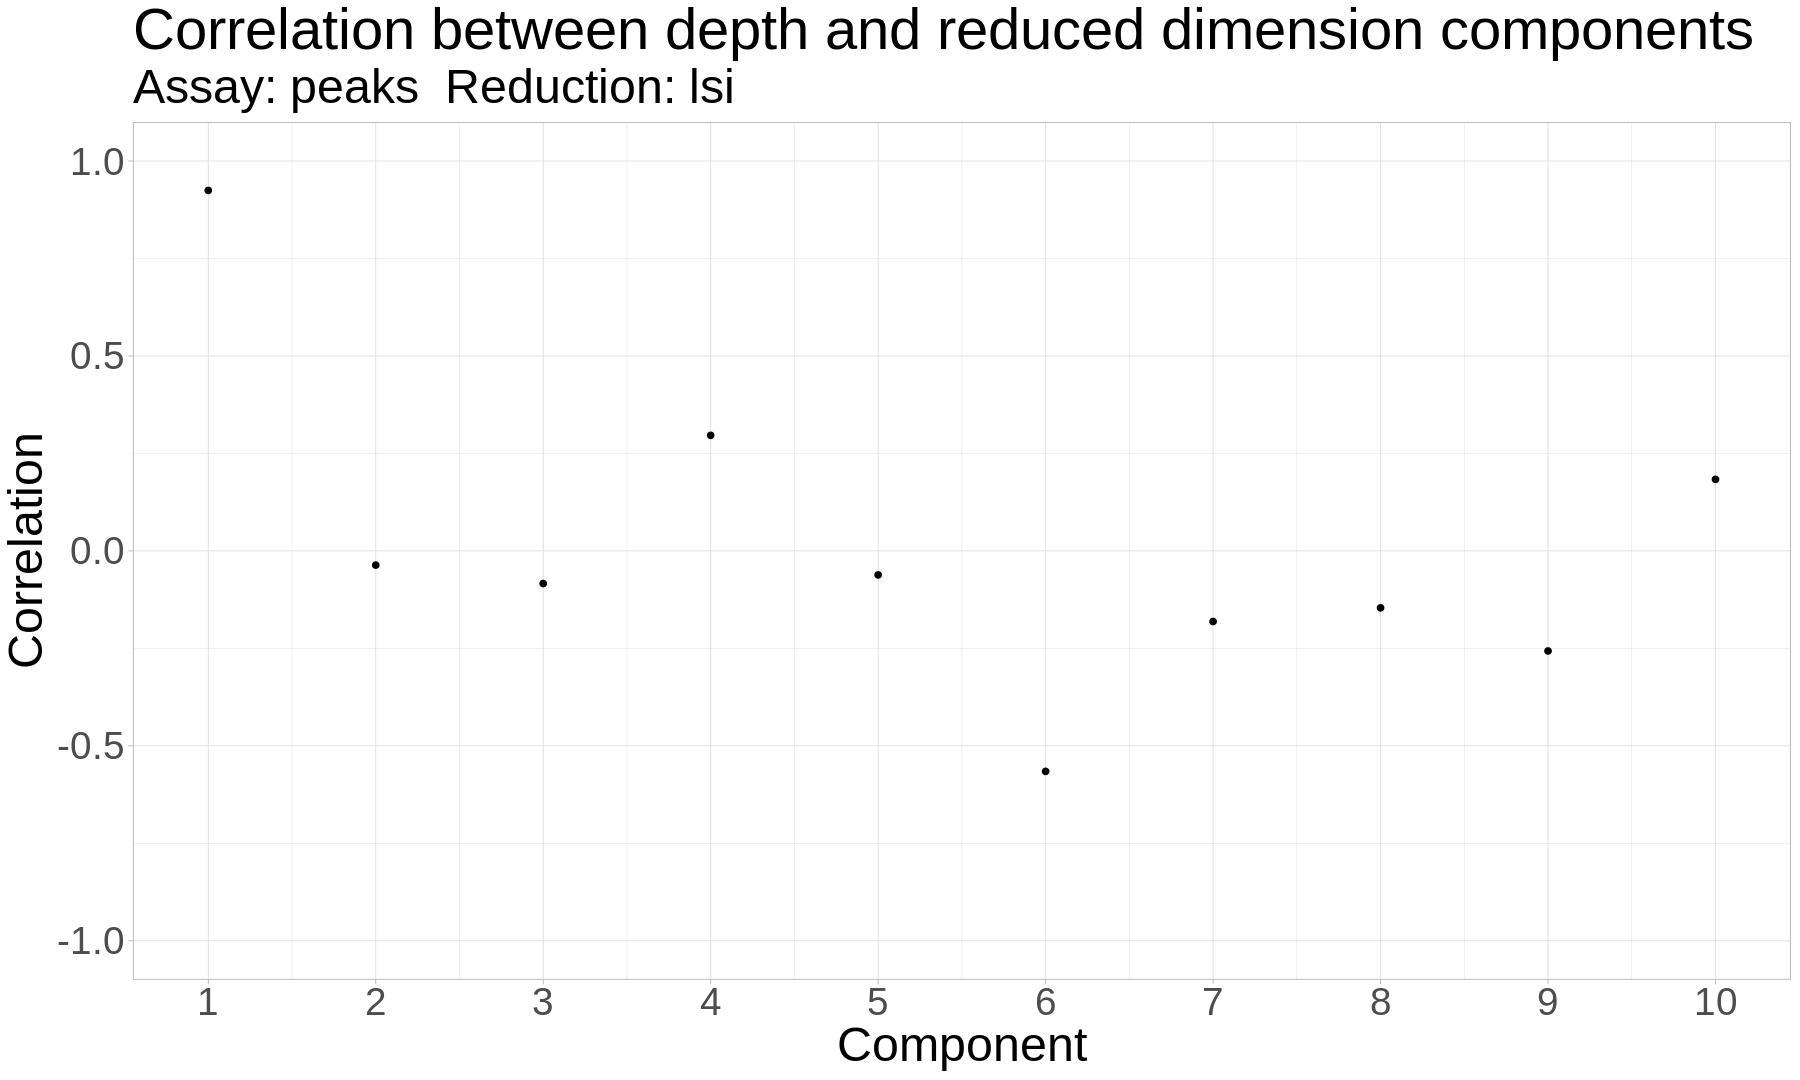 Correlation between depth and reduced dimension components
Assay: peaks  Reduction: lsi
1.0
0.5
0.0
-0.5
-1.0
Correlation
1 2 3 4 5 6 7 8 9 10
Component